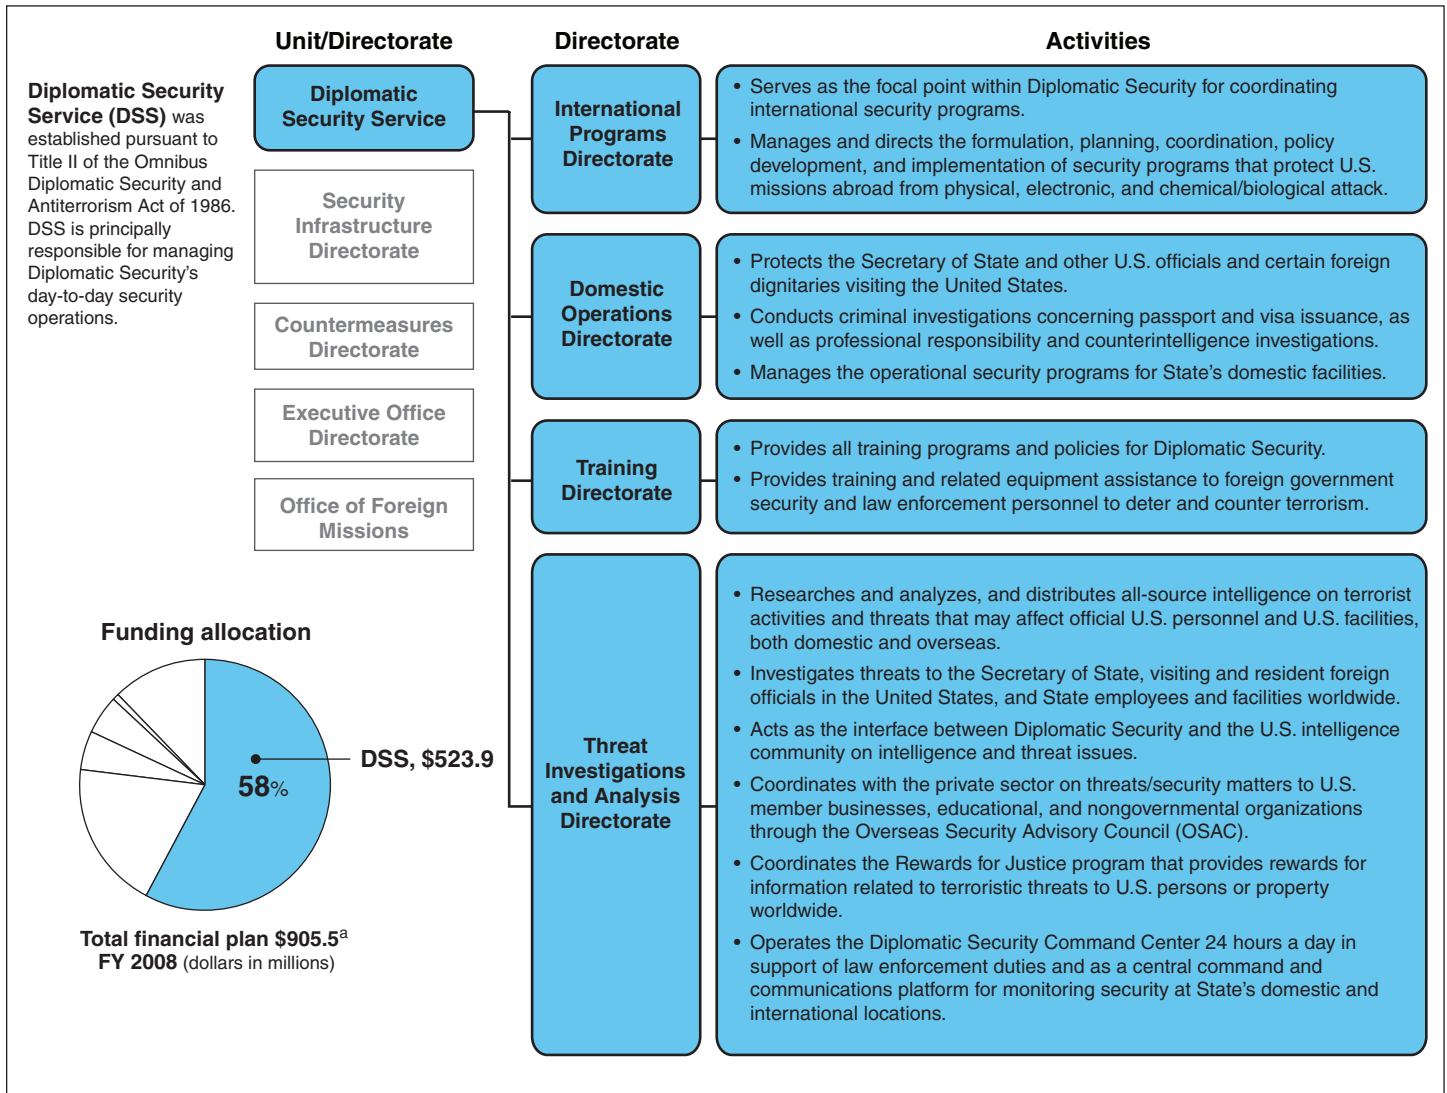 Unit/Directorate
Directorate
Activities
Diplomatic Security
Service (DSS) was
established pursuant to
Title II of the Omnibus
Diplomatic Security and
Antiterrorism Act of 1986.
DSS is principally
responsible for managing
Diplomatic Security's
day-to-day security
operations.
Diplomatic
Security Service
Security
Infrastructure
Directorate
Countermeasures
Directorate
Executive Office
Directorate
Office of Foreign
Missions
International
Programs
Directorate
• Serves as the focal point within Diplomatic Security for coordinating
international security programs.
• Manages and directs the formulation, planning, coordination, policy
development, and implementation of security programs that protect U.S.
missions abroad from physical, electronic, and chemical/biological attack.
Domestic
Operations
Directorate
• Protects the Secretary of State and other U.S. officials and certain foreign
dignitaries visiting the United States.
• Conducts criminal investigations concerning passport and visa issuance, as
well as professional responsibility and counterintelligence investigations.
• Manages the operational security programs for State's domestic facilities.
Training
Directorate
• Provides all training programs and policies for Diplomatic Security.
• Provides training and related equipment assistance to foreign government
security and law enforcement personnel to deter and counter terrorism.
Threat
Investigations
and Analysis
Directorate
• Researches and analyzes, and distributes all-source intelligence on terrorist
activities and threats that may affect official U.S. personnel and U.S. facilities,
both domestic and overseas.
• Investigates threats to the Secretary of State, visiting and resident foreign
officials in the United States, and State employees and facilities worldwide.
• Acts as the interface between Diplomatic Security and the U.S. intelligence
community on intelligence and threat issues.
• Coordinates with the private sector on threats/security matters to U.S.
member businesses, educational, and nongovernmental organizations
through the Overseas Security Advisory Council (OSAC).
• Coordinates the Rewards for Justice program that provides rewards for
information related to terroristic threats to U.S. persons or property
worldwide.
• Operates the Diplomatic Security Command Center 24 hours a day in
support of law enforcement duties and as a central command and
communications platform for monitoring security at State's domestic and
international locations.
Funding allocation
58%
DSS, $523.9
Total financial plan $905.5a
FY 2008 (dollars in millions)